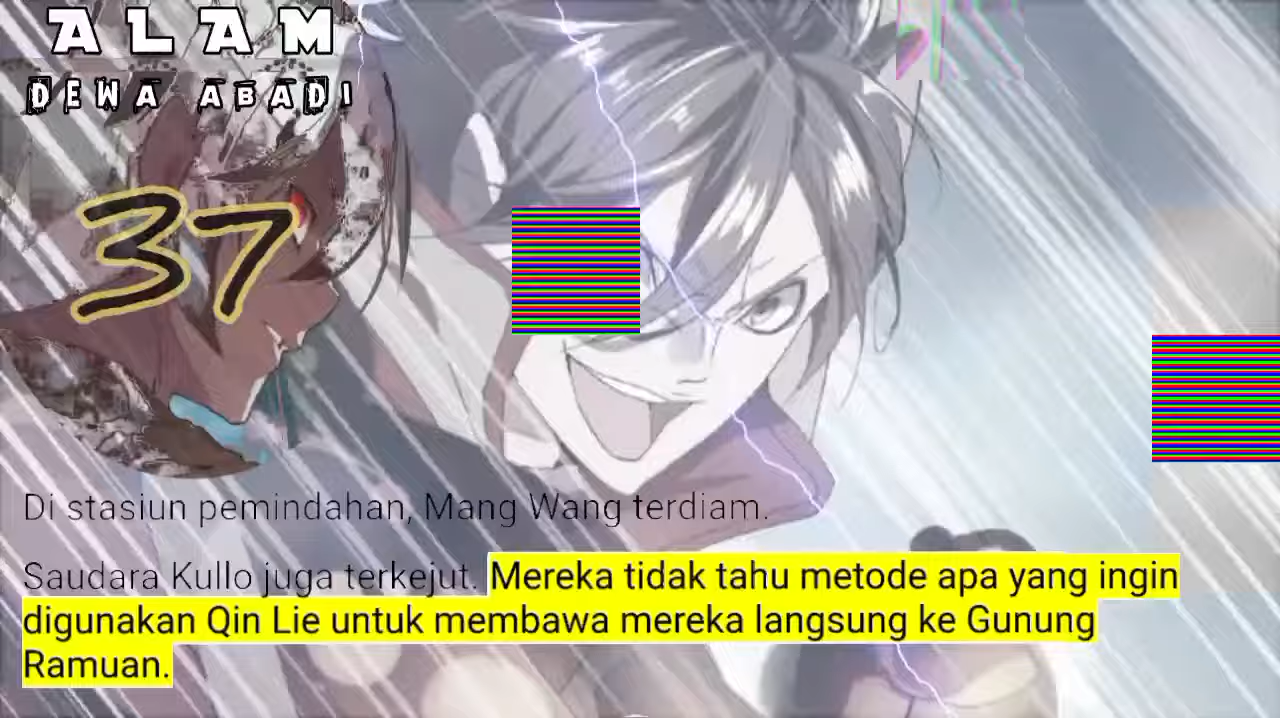 ALAM
DEWA ABADI
37
Di stasiun pemindahan, Mang Wang terdiam.
Saudara Kullo juga terkejut. Mereka tidak tahu metode apa yang ingin
digunakan Qin Lie untuk membawa mereka langsung ke Gunung
Ramuan.